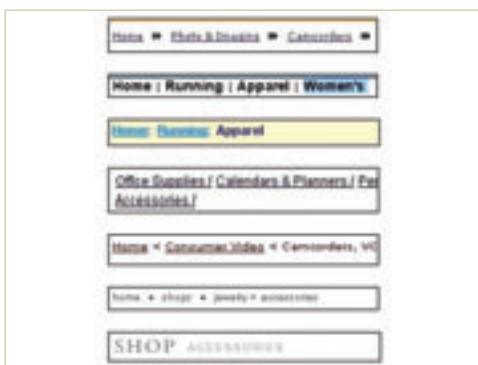 Home » Photo & Imaging » Camcorders »
Home | Running | Apparel | Women's
Home: Running: Apparel
Office Supplies / Calendars & Planners / Per
Accessories /
Home < Consumer Video < Camcorders, VC
home • shops • jewelry + accessories
SHOP ACCESSORIES